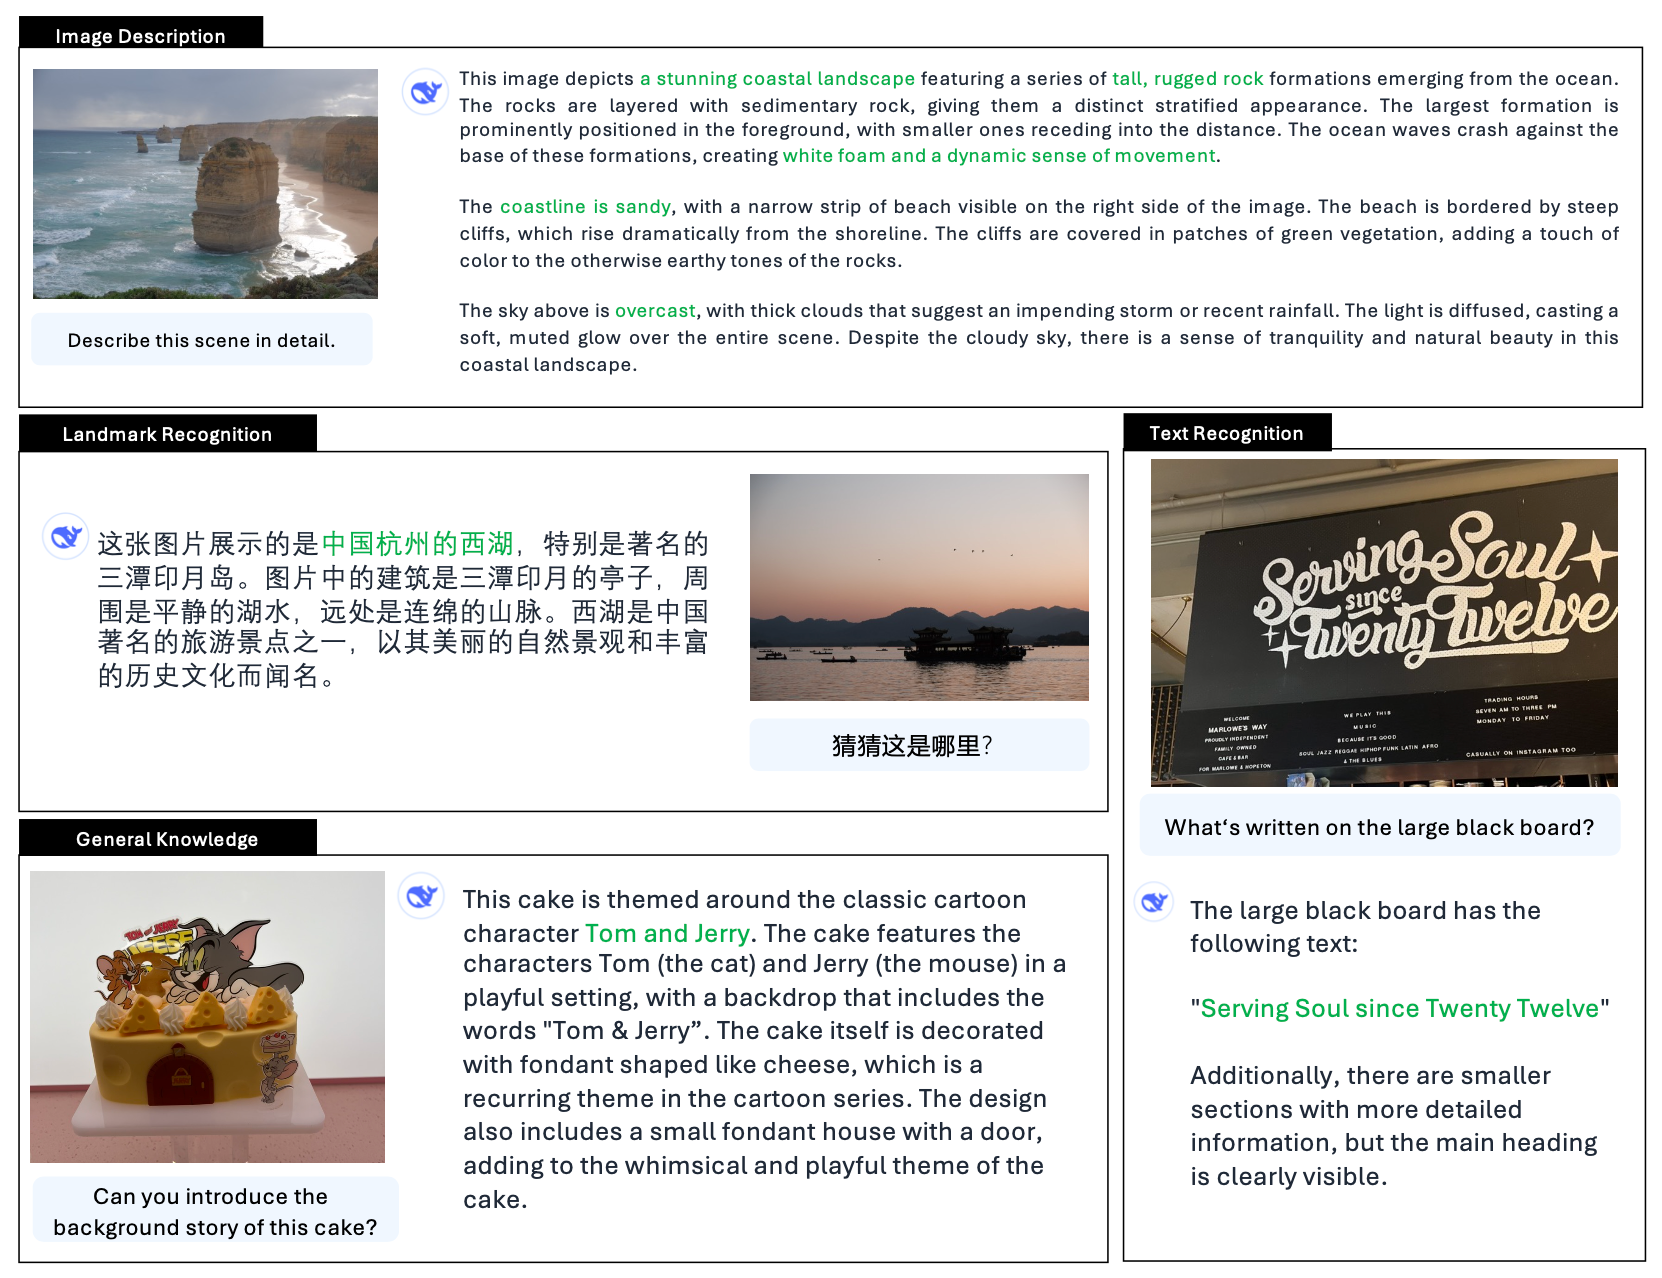 Image Description
This image depicts a stunning coastal landscape featuring a series of tall, rugged rock formations emerging from the ocean.
The rocks are layered with sedimentary rock, giving them a distinct stratified appearance. The largest formation is
prominently positioned in the foreground, with smaller ones receding into the distance. The ocean waves crash against the
base of these formations, creating white foam and a dynamic sense of movement.
The coastline is sandy, with a narrow strip of beach visible on the right side of the image. The beach is bordered by steep
cliffs, which rise dramatically from the shoreline. The cliffs are covered in patches of green vegetation, adding a touch of
color to the otherwise earthy tones of the rocks.
The sky above is overcast, with thick clouds that suggest an impending storm or recent rainfall. The light is diffused, casting a
soft, muted glow over the entire scene. Despite the cloudy sky, there is a sense of tranquility and natural beauty in this
coastal landscape.
Describe this scene in detail.
Landmark Recognition
这张图片展示的是中国杭州的西湖，特别是著名的
三潭印月岛。图片中的建筑是三潭印月的亭子，周
围是平静的湖水，远处是连绵的山脉。西湖是中国
著名的旅游景点之一，以其美丽的自然景观和丰富
的历史文化而闻名。
猜猜这是哪里?
General Knowledge
TOM and JERRY
CHEESE
Can you introduce the
background story of this cake?
This cake is themed around the classic cartoon
character Tom and Jerry. The cake features the
characters Tom (the cat) and Jerry (the mouse) in a
playful setting, with a backdrop that includes the
words "Tom & Jerry”. The cake itself is decorated
with fondant shaped like cheese, which is a
recurring theme in the cartoon series. The design
also includes a small fondant house with a door,
adding to the whimsical and playful theme of the
cake.
Text Recognition
Serving Soul
since
Twenty Twelve
WELCOME
MARLOWE'S WAY
PROUDLY INDEPENDENT
FAMILY OWNED
CAFE & BAR
FOR MARLOWE & HOPETON
WE PLAY THIS
MUSIC
BECAUSE IT'S GOOD
SOUL JAZZ REGGAE HIPHOP FUNK LATIN AFRO
& THE BLUES
TRADING HOURS
SEVEN AM TO THREE PM
MONDAY TO FRIDAY
CASUALLY ON INSTAGRAM TOO
What‘s written on the large black board?
The large black board has the
following text:
"Serving Soul since Twenty Twelve"
Additionally, there are smaller
sections with more detailed
information, but the main heading
is clearly visible.